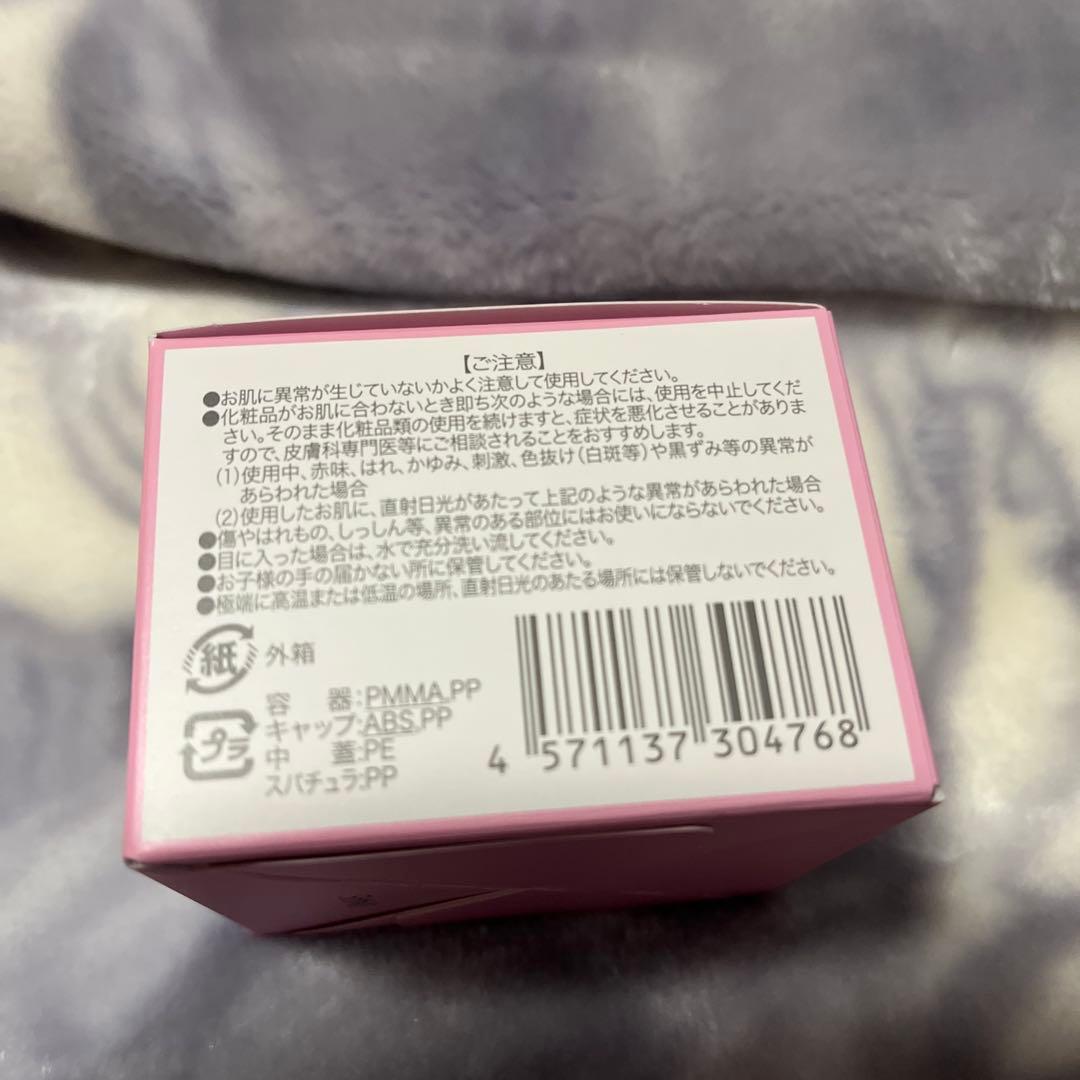 【ご注意】
●お肌に異常が生じていないかよく注意して使用してください。
●化粧品がお肌に合わないとき即ち次のような場合には、使用を中止してくだ
さい。そのまま化粧品類の使用を続けますと、症状を悪化させることがありま
すので、皮膚科専門医等にご相談されることをおすすめします。
(1)使用中、赤味、はれ、かゆみ、刺激、色抜け(白斑等)や黒ずみ等の異常が
あらわれた場合
(2)使用したお肌に、直射日光があたって上記のような異常があらわれた場合
●傷やはれもの、しっしん等、異常のある部位にはお使いにならないでください。
●目に入った場合は、水で充分洗い流してください。
●お子様の手の届かない所に保管してください。
●極端に高温または低温の場所、直射日光のあたる場所には保管しないでください。
紙 外箱
プラ
容 器:PMMA,PP
キャップ:ABS,PP
中 蓋:PE
スパチュラ:PP
4 571137 304768